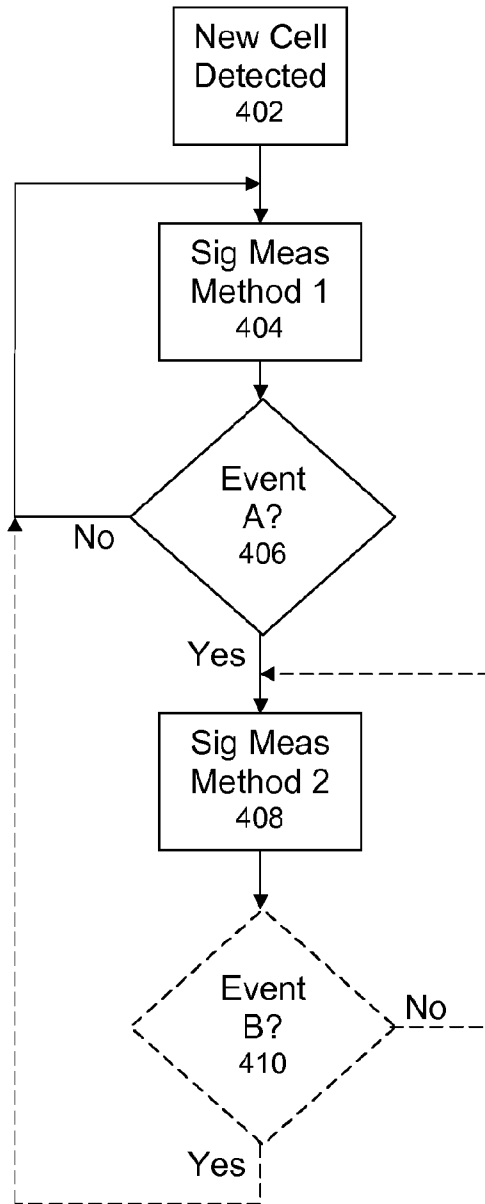 New Cell
Detected
402
Sig Meas
Method 1
404
Event
A?
406
No
Yes
Sig Meas
Method 2
408
Event
B?
410
No
Yes